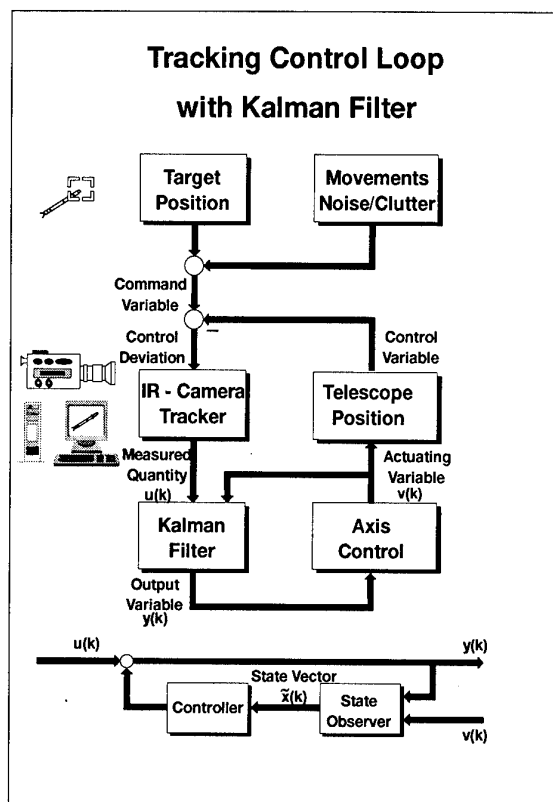 Tracking Control Loop
with Kalman Filter
Target
Position
Movements
Noise/Clutter
Command
Variable
Control
Deviation
–
Control
Variable
IR - Camera
Tracker
Telescope
Position
Measured
Quantity
u(k)
Actuating
Variable
v(k)
Kalman
Filter
Axis
Control
Output
Variable
y(k)
u(k)
y(k)
State Vector
x̃(k)
Controller
State
Observer
v(k)